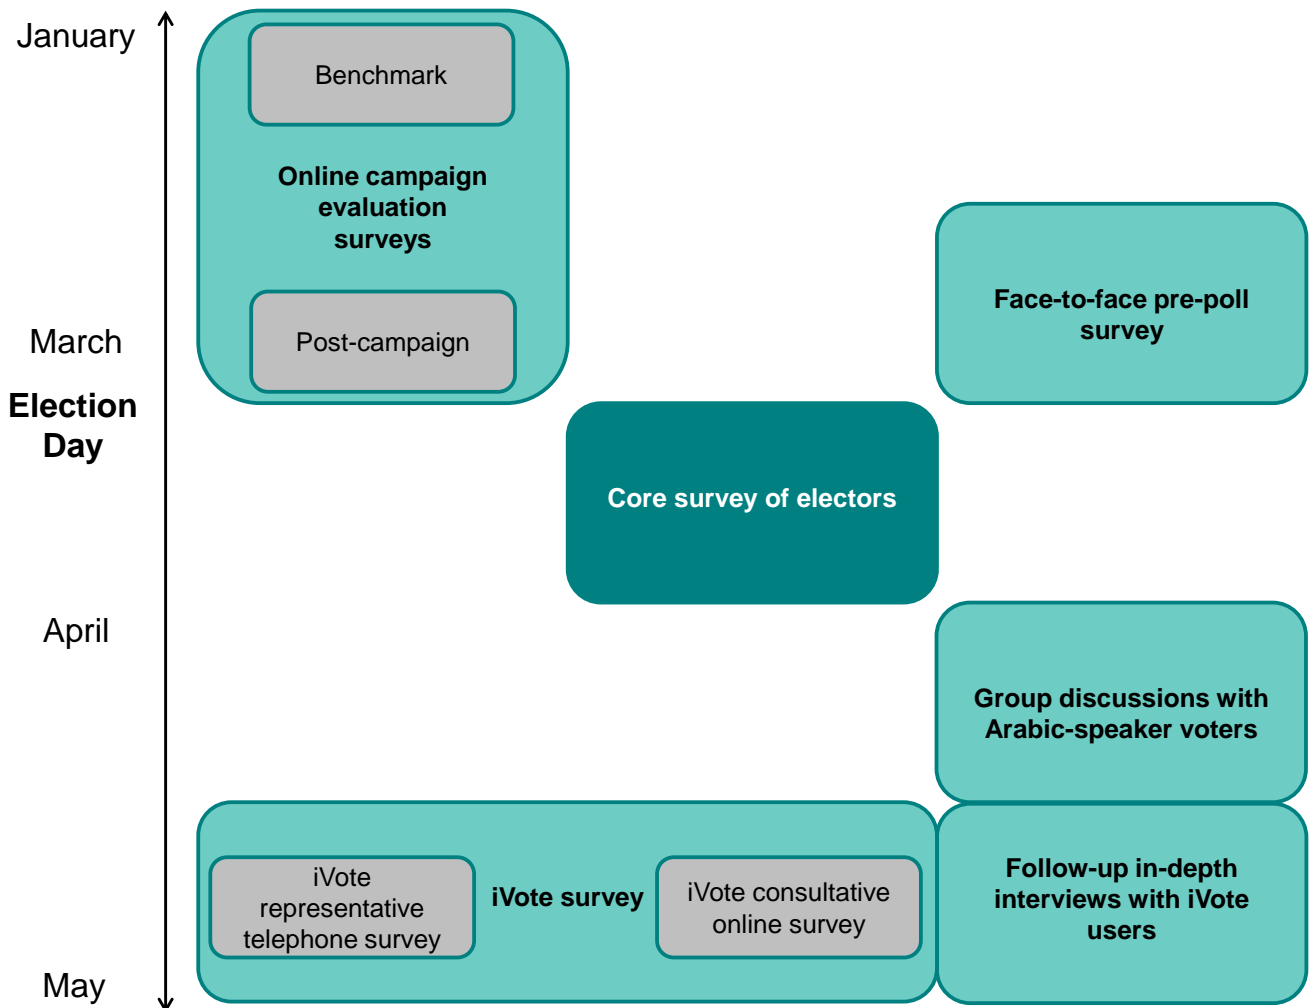 January
Benchmark
Online campaign
evaluation
surveys
Face-to-face pre-poll
survey
March
Post-campaign
Election
Day
Core survey of electors
April
Group discussions with
Arabic-speaker voters
iVote
representative
telephone survey
iVote survey
iVote consultative
online survey
Follow-up in-depth
interviews with iVote
users
May